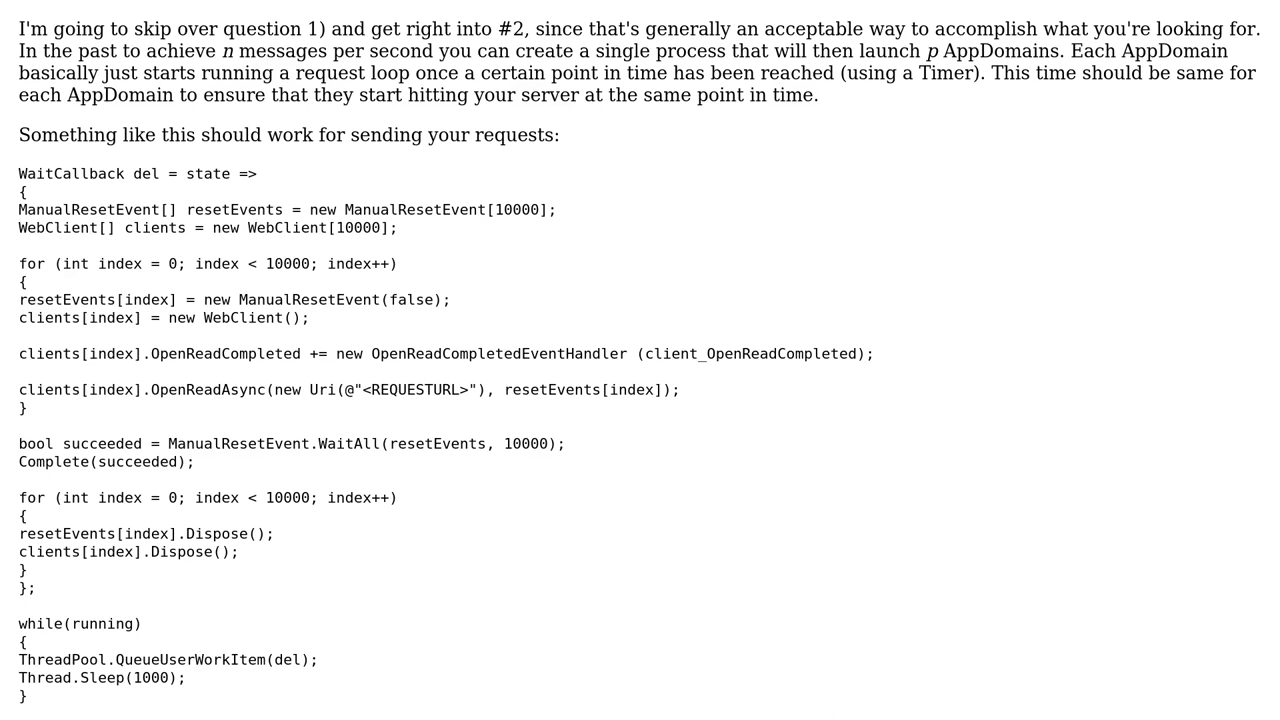 I'm going to skip over question 1) and get right into #2, since that's generally an acceptable way to accomplish what you're looking for.
In the past to achieve n messages per second you can create a single process that will then launch p AppDomains. Each AppDomain
basically just starts running a request loop once a certain point in time has been reached (using a Timer). This time should be same for
each AppDomain to ensure that they start hitting your server at the same point in time.
Something like this should work for sending your requests:
WaitCallback del = state =>
{
ManualResetEvent[] resetEvents = new ManualResetEvent[10000];
WebClient[] clients = new WebClient[10000];
for (int index = 0; index < 10000; index++)
{
resetEvents[index] = new ManualResetEvent(false);
clients[index] = new WebClient();
clients[index].OpenReadCompleted += new OpenReadCompletedEventHandler (client_OpenReadCompleted);
clients[index].OpenReadAsync(new Uri(@"<REQUESTURL>"), resetEvents[index]);
}
bool succeeded = ManualResetEvent.WaitAll(resetEvents, 10000);
Complete(succeeded);
for (int index = 0; index < 10000; index++)
{
resetEvents[index].Dispose();
clients[index].Dispose();
}
};
while(running)
{
ThreadPool.QueueUserWorkItem(del);
Thread.Sleep(1000);
}